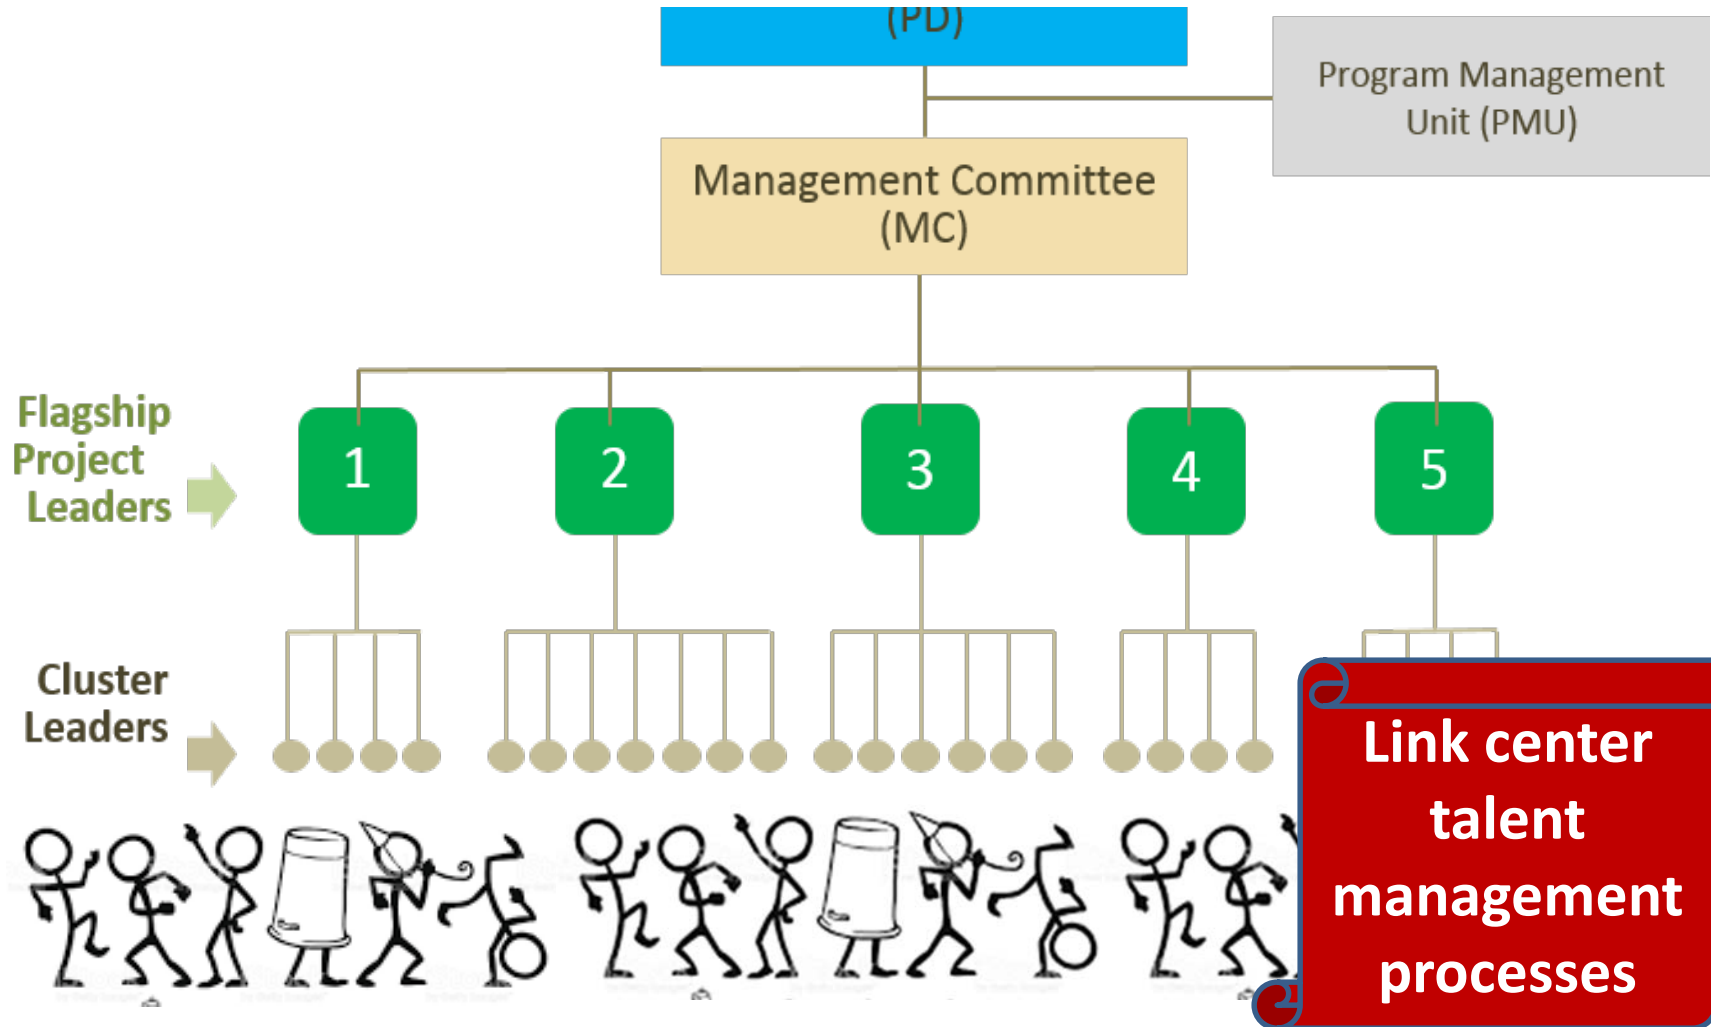 (PD)
Program Management
Unit (PMU)
Management Committee
(MC)
Flagship
Project
Leaders
1
2
3
4
5
Cluster
Leaders
Link center
talent
management
processes